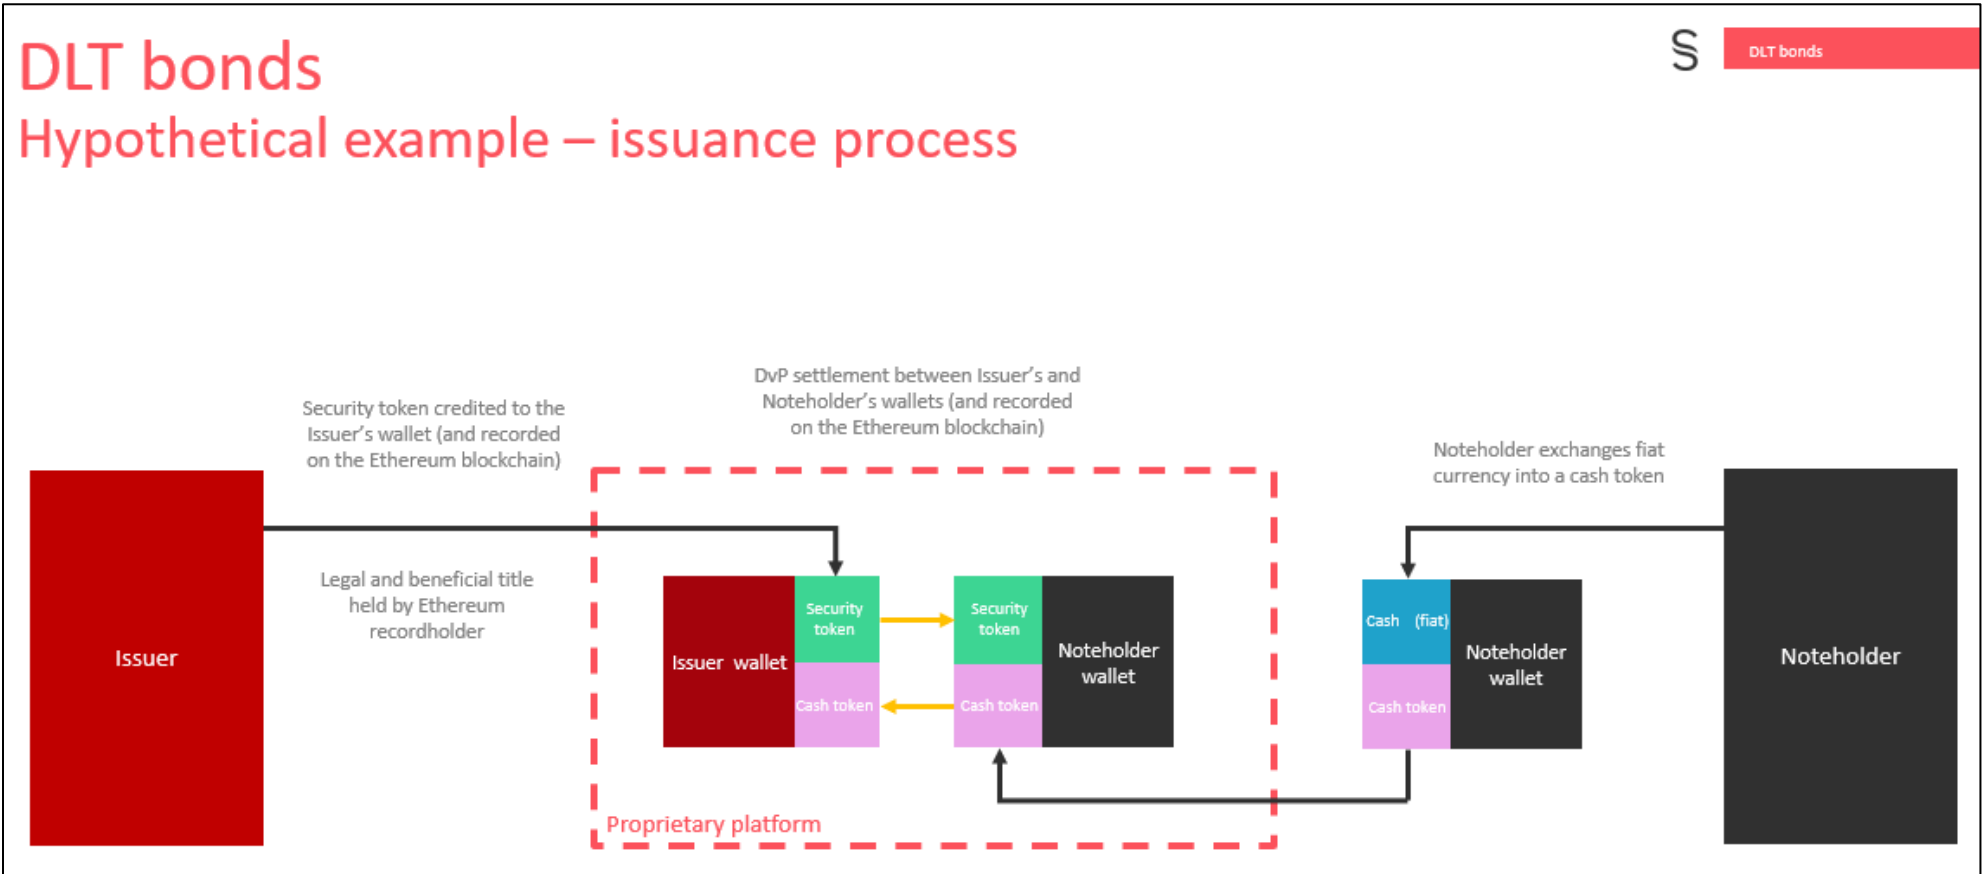 DLT bonds
Hypothetical example – issuance process
DLT bonds
DvP settlement between Issuer's and
Noteholder's wallets (and recorded
on the Ethereum blockchain)
Security token credited to the
Issuer's wallet (and recorded
on the Ethereum blockchain)
Noteholder exchanges fiat
currency into a cash token
Legal and beneficial title
held by Ethereum
recordholder
Issuer
Issuer wallet
Security
token
Cash token
Security
token
Cash token
Noteholder
wallet
Cash (fiat)
Cash token
Noteholder
wallet
Noteholder
Proprietary platform